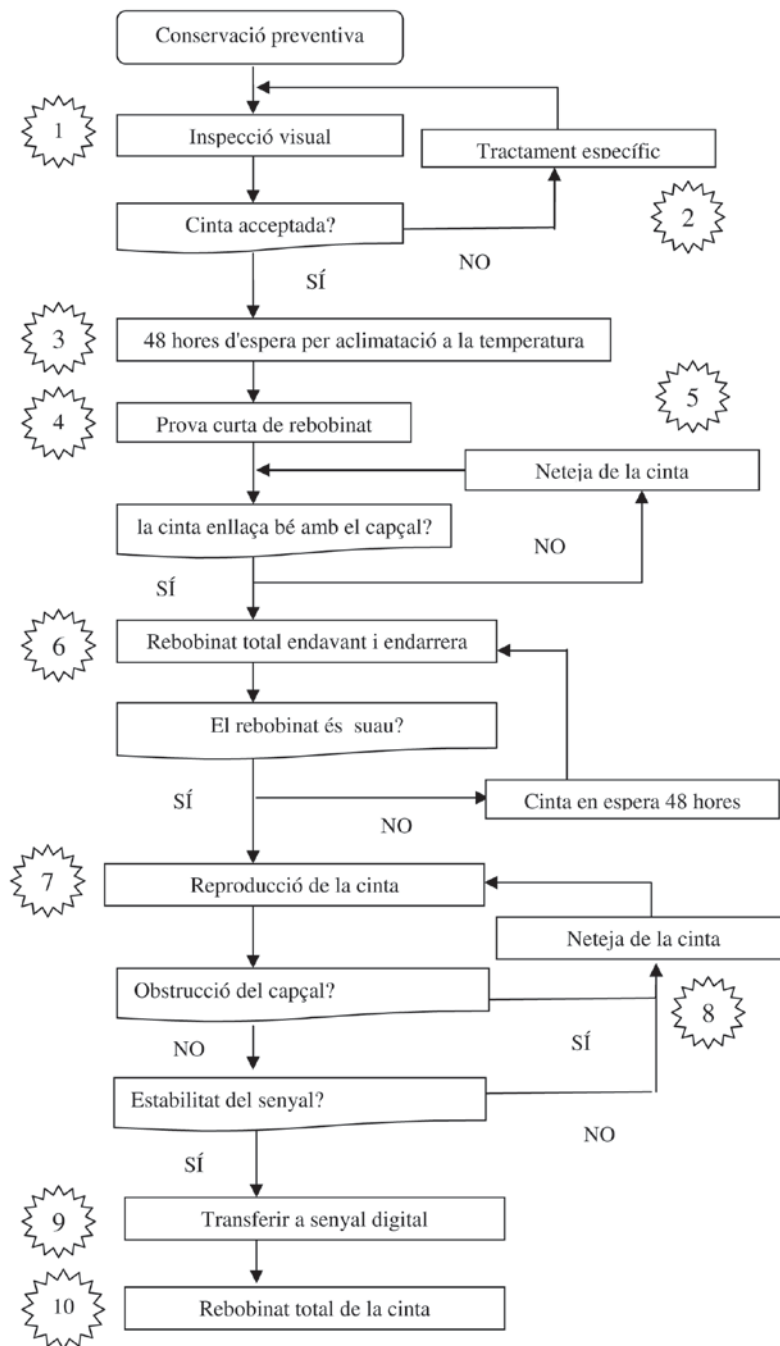 Conservació preventiva
1
Inspecció visual
Tractament específic
2
Cinta acceptada?
NO
SÍ
3
48 hores d'espera per aclimatació a la temperatura
4
Prova curta de rebobinat
5
Neteja de la cinta
la cinta enllaça bé amb el capçal?
NO
SÍ
6
Rebobinat total endavant i endarrera
El rebobinat és suau?
SÍ
NO
Cinta en espera 48 hores
7
Reproducció de la cinta
Neteja de la cinta
Obstrucció del capçal?
8
SÍ
NO
Estabilitat del senyal?
NO
SÍ
9
Transferir a senyal digital
10
Rebobinat total de la cinta